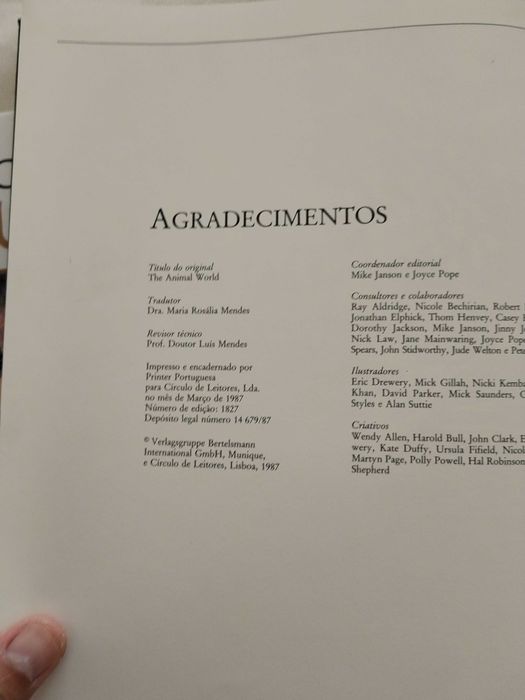 AGRADECIMENTOS
Título do original
The Animal World
Tradutor
Dra. Maria Rosália Mendes
Revisor técnico
Prof. Doutor Luís Mendes
Impresso e encadernado por
Printer Portuguesa
para Círculo de Leitores, Lda.
no mês de Março de 1987
Número de edição: 1827
Depósito legal número 14 679/87
© Verlagsgruppe Bertelsmann
International GmbH, Munique,
e Círculo de Leitores, Lisboa, 1987
Coordenador editorial
Mike Janson e Joyce Pope
Consultores e colaboradores
Ray Aldridge, Nicole Bechirian, Robert
Jonathan Elphick, Thom Henvey, Casey
Dorothy Jackson, Mike Janson, Jinny
Nick Law, Jane Mainwaring, Joyce Pope
Spears, John Stidworthy, Jude Welton e
Ilustradores
Eric Drewery, Mick Gillah, Nicki
Khan, David Parker, Mick Saunders,
Styles e Alan Suttie
Criativos
Wendy Allen, Harold Bull, John Clark,
wery, Kate Duffy, Ursula Fifield,
Martyn Page, Polly Powell, Hal Robinson
Shepherd